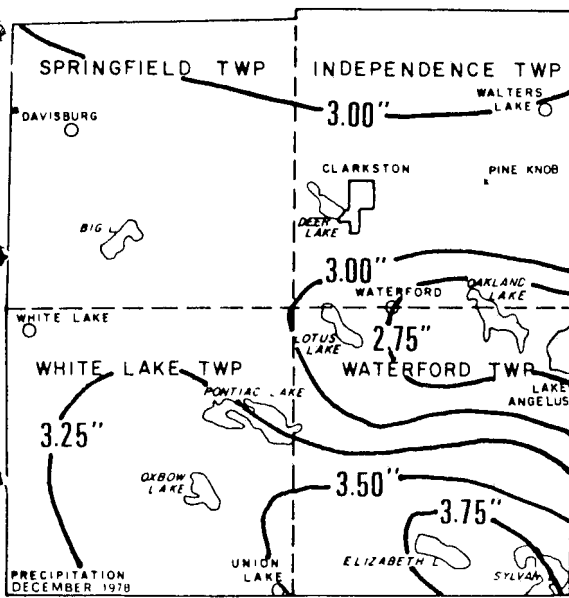 SPRINGFIELD TWP
INDEPENDENCE TWP
WALTERS
LAKE
3.00"
DAVISBURG
CLARKSTON
PINE KNOB
DEER
LAKE
BIG L
3.00"
WATERFORD
OAKLAND
LAKE
WHITE LAKE
2.75"
LOTUS
LAKE
WHITE LAKE TWP
WATERFORD TWP
LAKE
ANGELUS
PONTIAC LAKE
3.25"
OXBOW
LAKE
3.50"
3.75"
UNION
LAKE
ELIZABETH L
SYLVAN
PRECIPITATION
DECEMBER 1978